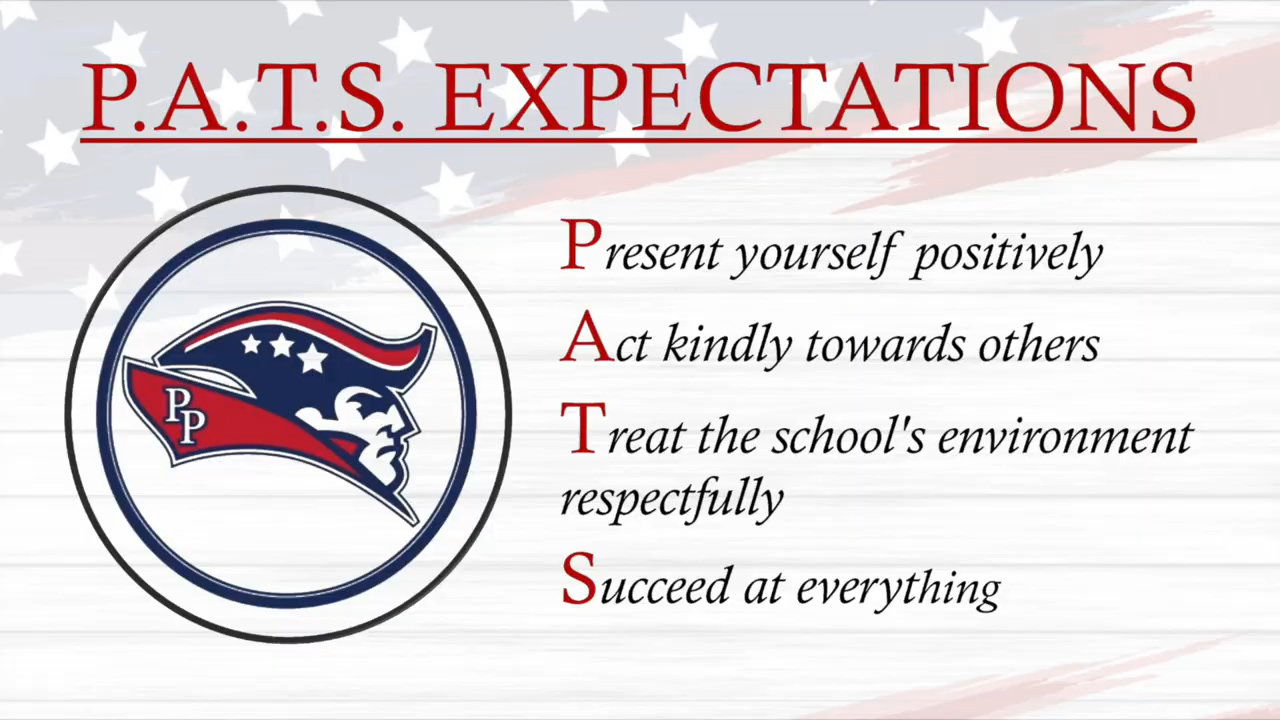 P.A.T.S. EXPECTATIONS
Present yourself positively
Act kindly towards others
Treat the school's environment
respectfully
Succeed at everything
PP